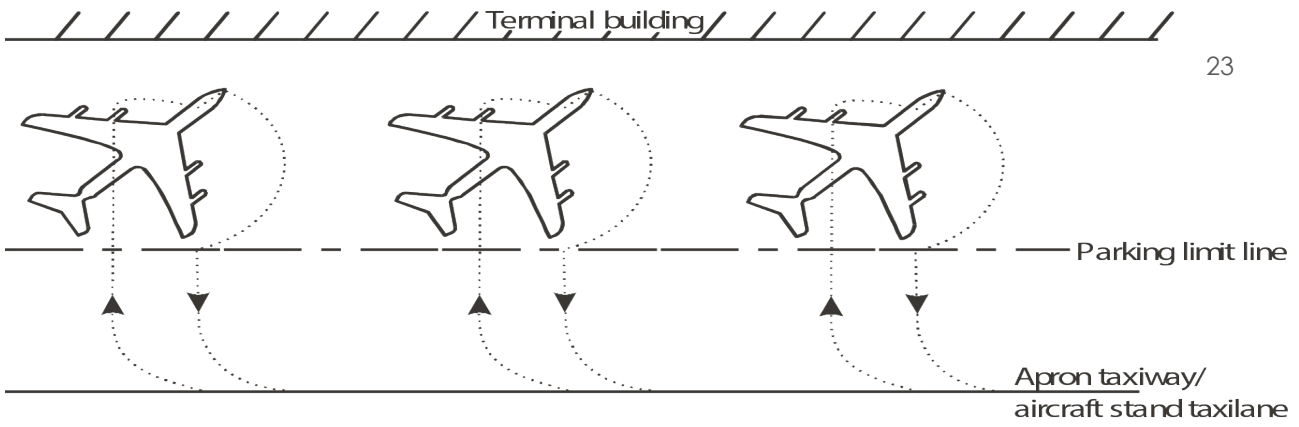 Terminal building
23
Parking limit line
Apron taxiway/
aircraft stand taxilane